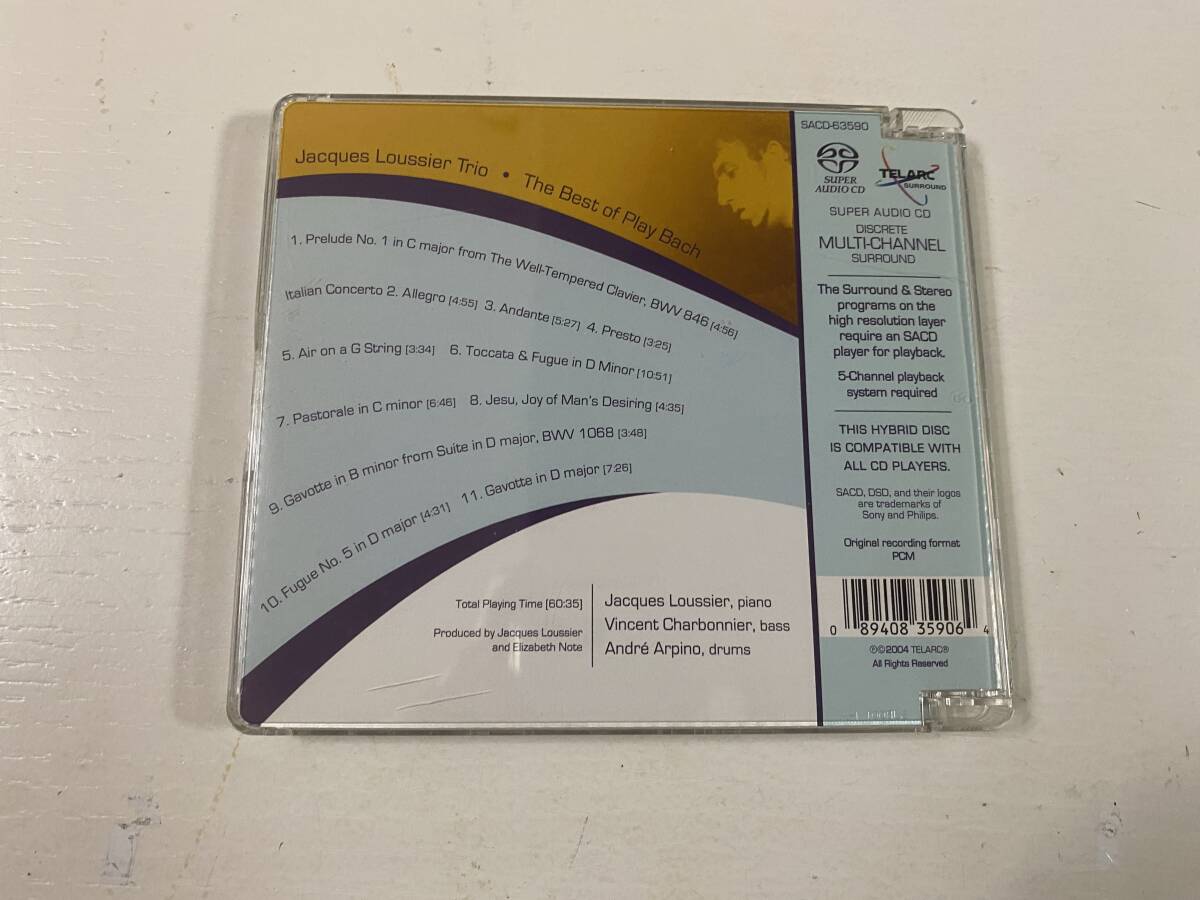 Jacques Loussier Trio • The Best of Play Bach
1. Prelude No. 1 in C major from The Well-Tempered Clavier, BWV 846 [4:56]
Italian Concerto 2. Allegro [4:55] 3. Andante [5:27] 4. Presto [3:25]
5. Air on a G String [3:34] 6. Toccata & Fugue in D Minor [10:51]
7. Pastorale in C minor [6:46] 8. Jesu, Joy of Man's Desiring [4:35]
9. Gavotte in B minor from Suite in D major, BWV 1068 [3:48]
10. Fugue No. 5 in D major [4:31] 11. Gavotte in D major [7:26]
Total Playing Time [60:35]
Produced by Jacques Loussier
and Elizabeth Note
Jacques Loussier, piano
Vincent Charbonnier, bass
André Arpino, drums
SACD-63590
SUPER
AUDIO CD
TELARC
SURROUND
SUPER AUDIO CD
DISCRETE
MULTI-CHANNEL
SURROUND
The Surround & Stereo
programs on the
high resolution layer
require an SACD
player for playback.
5-Channel playback
system required
THIS HYBRID DISC
IS COMPATIBLE WITH
ALL CD PLAYERS.
SACD, DSD, and their logos
are trademarks of
Sony and Philips.
Original recording format
PCM
0 89408 35906 4
℗©2004 TELARC®
All Rights Reserved